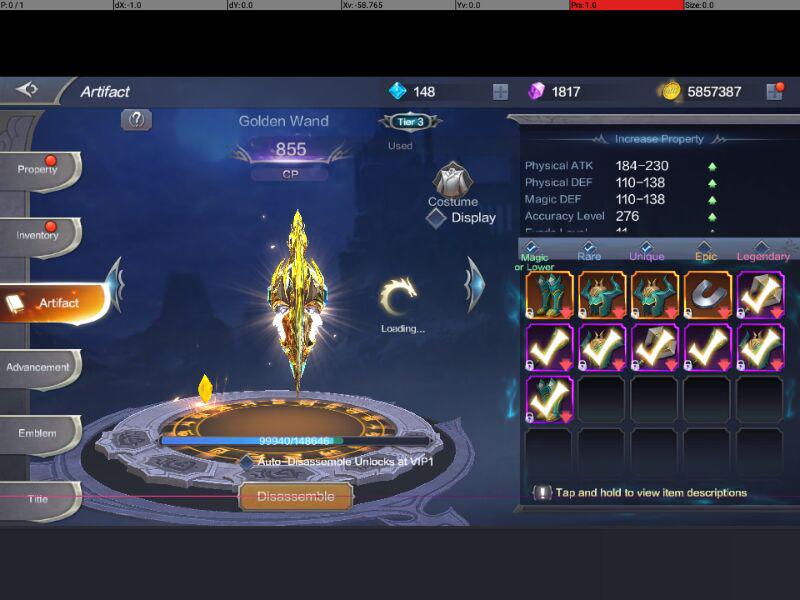 P: 0 / 1 dX: -1.0 dY: 0.0 Xv: -58.765 Yv: 0.0 Prs: 1.0 Size: 0.0
Artifact 148 1817 5857387
Golden Wand
Tier 3
Used
855
CP
Increase Property
Physical ATK 184-230
Physical DEF 110-138
Magic DEF 110-138
Accuracy Level 276
Costume
Display
Property
Inventory
Artifact
Advancement
Emblem
Title
Magic or Lower
Rare
Unique
Epic
Legendary
Loading...
99940/148646
Auto-Disassemble Unlocks at VIP1
Disassemble
! Tap and hold to view item descriptions